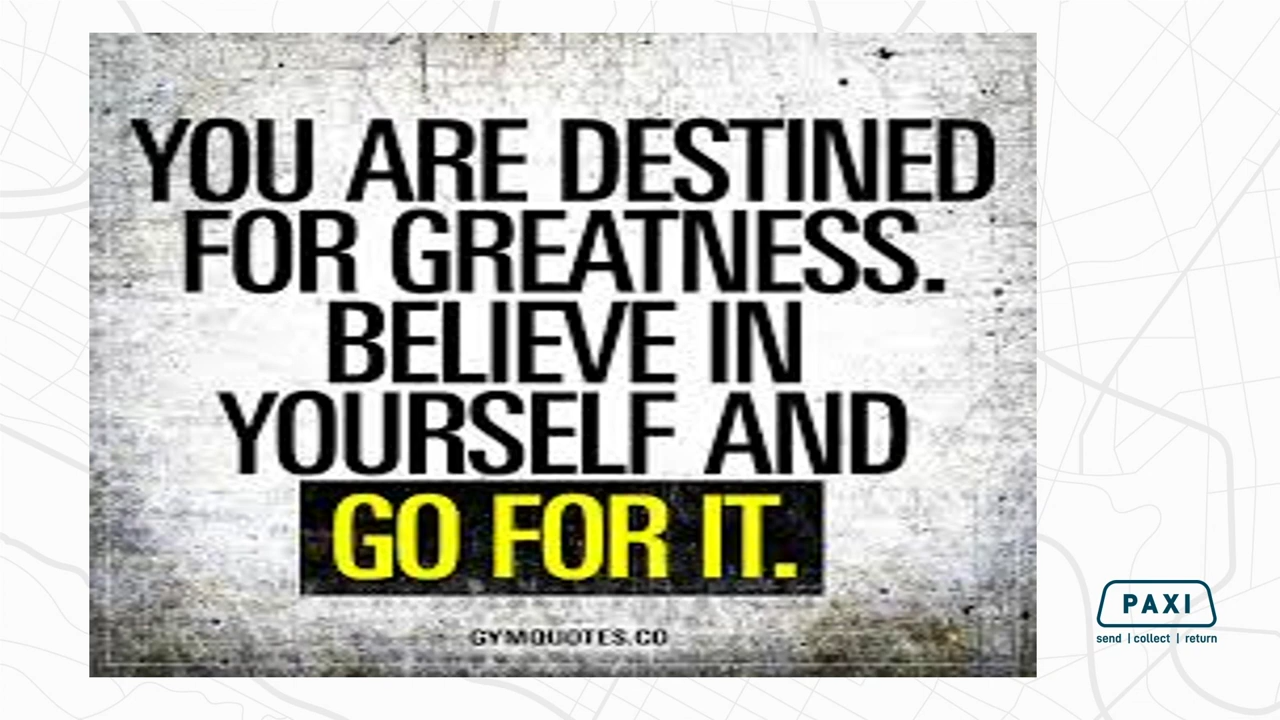 YOU ARE DESTINED
FOR GREATNESS.
BELIEVE IN
YOURSELF AND
GO FOR IT.
GYMQUOTES.CO
PAXI
send | collect | return